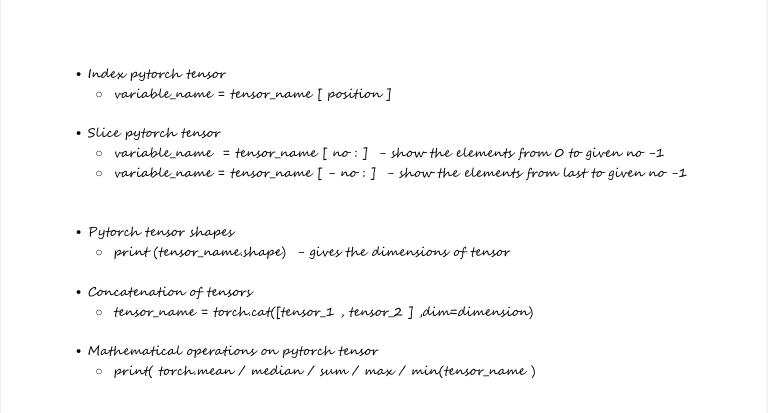 • Index pytorch tensor
○ variable_name = tensor_name [ position ]
• Slice pytorch tensor
○ variable_name = tensor_name [ no : ] - show the elements from 0 to given no -1
○ variable_name = tensor_name [ - no : ] - show the elements from last to given no -1
• Pytorch tensor shapes
○ print (tensor_name.shape) - gives the dimensions of tensor
• Concatenation of tensors
○ tensor_name = torch.cat([tensor_1 , tensor_2 ] ,dim=dimension)
• Mathematical operations on pytorch tensor
○ print( torch.mean / median / sum / max / min(tensor_name )